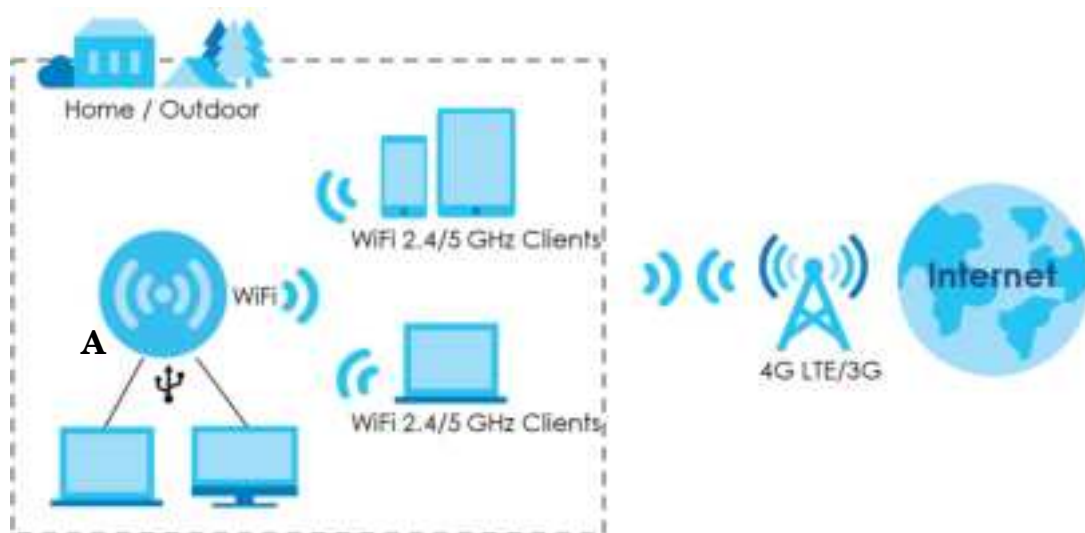 Home / Outdoor
WiFi 2.4/5 GHz Clients
WiFi
A
WiFi 2.4/5 GHz Clients
4G LTE/3G
Internet